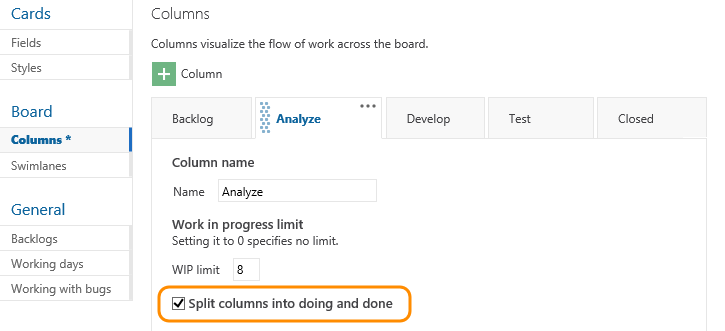 Cards
Fields
Styles
Board
Columns *
Swimlanes
General
Backlogs
Working days
Working with bugs
Columns
Columns visualize the flow of work across the board.
+ Column
Backlog
Analyze
...
Develop
Test
Closed
Column name
Name Analyze
Work in progress limit
Setting it to 0 specifies no limit.
WIP limit 8
Split columns into doing and done